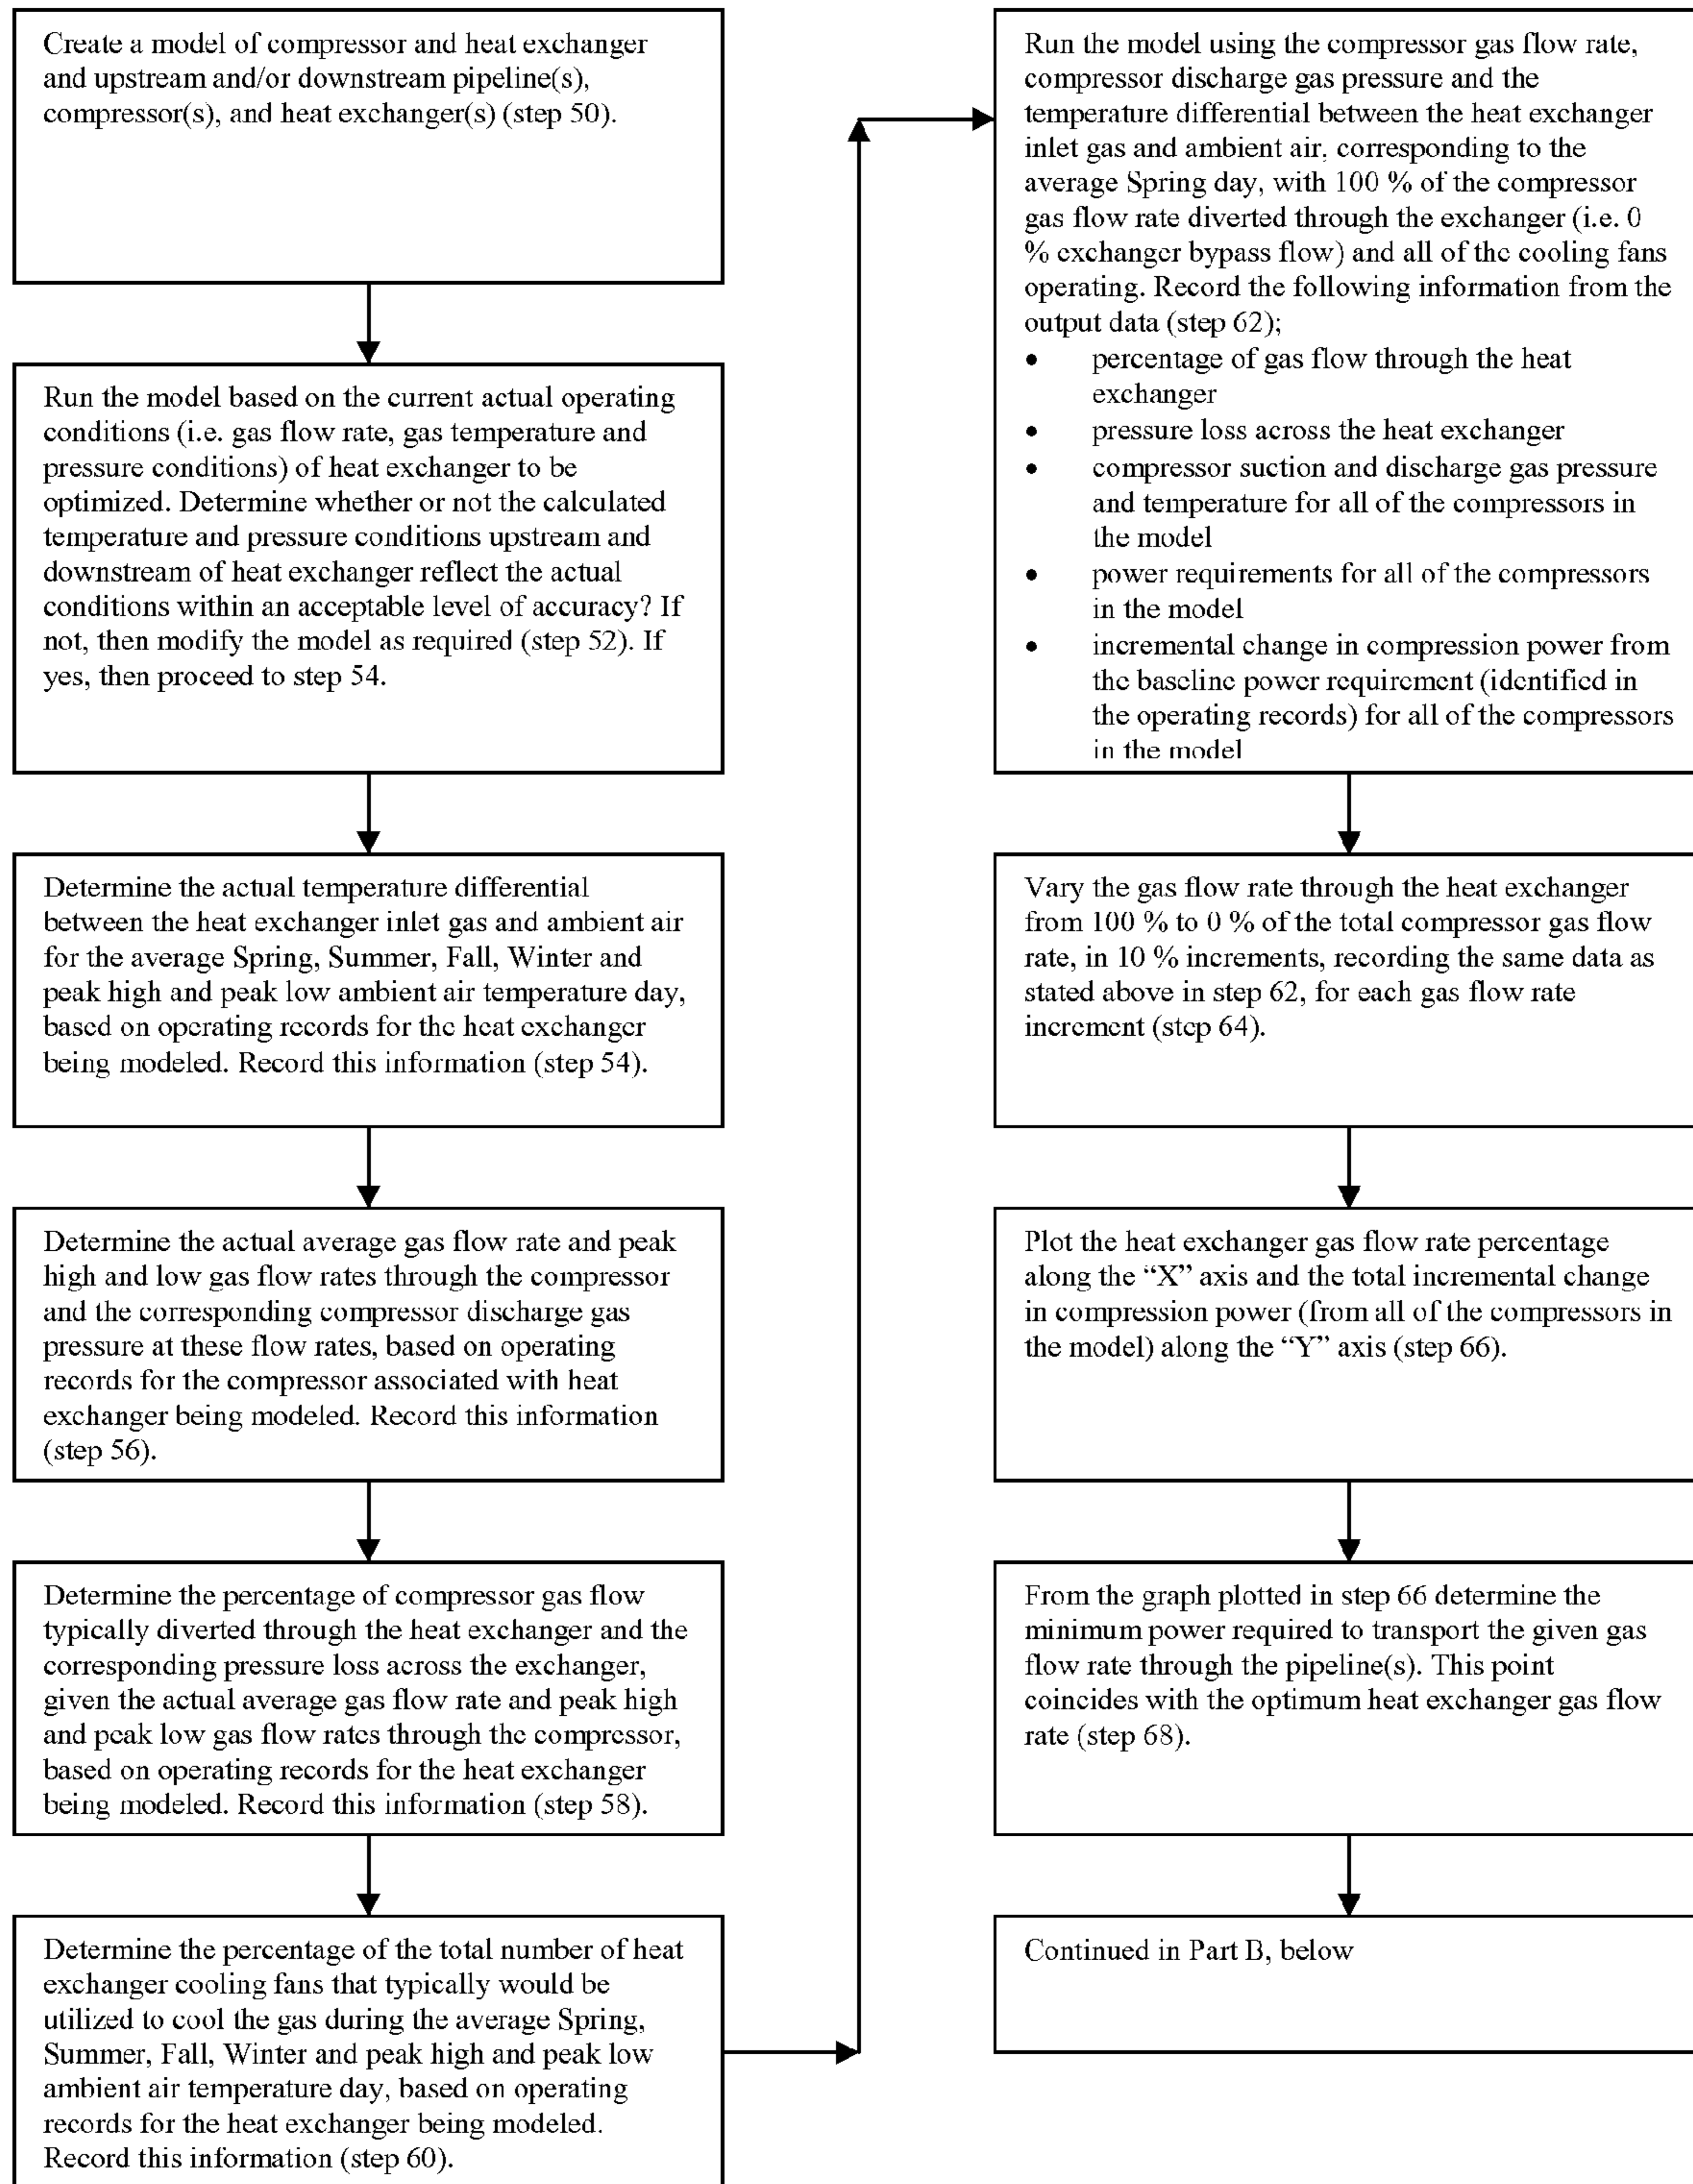 Create a model of compressor and heat exchanger
and upstream and/or downstream pipeline(s),
compressor(s), and heat exchanger(s) (step 50).
Run the model based on the current actual operating
conditions (i.e. gas flow rate, gas temperature and
pressure conditions) of heat exchanger to be
optimized. Determine whether or not the calculated
temperature and pressure conditions upstream and
downstream of heat exchanger reflect the actual
conditions within an acceptable level of accuracy? If
not, then modify the model as required (step 52). If
yes, then proceed to step 54.
Determine the actual temperature differential
between the heat exchanger inlet gas and ambient air
for the average Spring, Summer, Fall, Winter and
peak high and peak low ambient air temperature day,
based on operating records for the heat exchanger
being modeled. Record this information (step 54).
Determine the actual average gas flow rate and peak
high and low gas flow rates through the compressor
and the corresponding compressor discharge gas
pressure at these flow rates, based on operating
records for the compressor associated with heat
exchanger being modeled. Record this information
(step 56).
Determine the percentage of compressor gas flow
typically diverted through the heat exchanger and the
corresponding pressure loss across the exchanger,
given the actual average gas flow rate and peak high
and peak low gas flow rates through the compressor,
based on operating records for the heat exchanger
being modeled. Record this information (step 58).
Determine the percentage of the total number of heat
exchanger cooling fans that typically would be
utilized to cool the gas during the average Spring,
Summer, Fall, Winter and peak high and peak low
ambient air temperature day, based on operating
records for the heat exchanger being modeled.
Record this information (step 60).
Run the model using the compressor gas flow rate,
compressor discharge gas pressure and the
temperature differential between the heat exchanger
inlet gas and ambient air, corresponding to the
average Spring day, with 100 % of the compressor
gas flow rate diverted through the exchanger (i.e. 0
% exchanger bypass flow) and all of the cooling fans
operating. Record the following information from the
output data (step 62);
• percentage of gas flow through the heat
exchanger
• pressure loss across the heat exchanger
• compressor suction and discharge gas pressure
and temperature for all of the compressors in
the model
• power requirements for all of the compressors
in the model
• incremental change in compression power from
the baseline power requirement (identified in
the operating records) for all of the compressors
in the model
Vary the gas flow rate through the heat exchanger
from 100 % to 0 % of the total compressor gas flow
rate, in 10 % increments, recording the same data as
stated above in step 62, for each gas flow rate
increment (step 64).
Plot the heat exchanger gas flow rate percentage
along the “X” axis and the total incremental change
in compression power (from all of the compressors in
the model) along the “Y” axis (step 66).
From the graph plotted in step 66 determine the
minimum power required to transport the given gas
flow rate through the pipeline(s). This point
coincides with the optimum heat exchanger gas flow
rate (step 68).
Continued in Part B, below